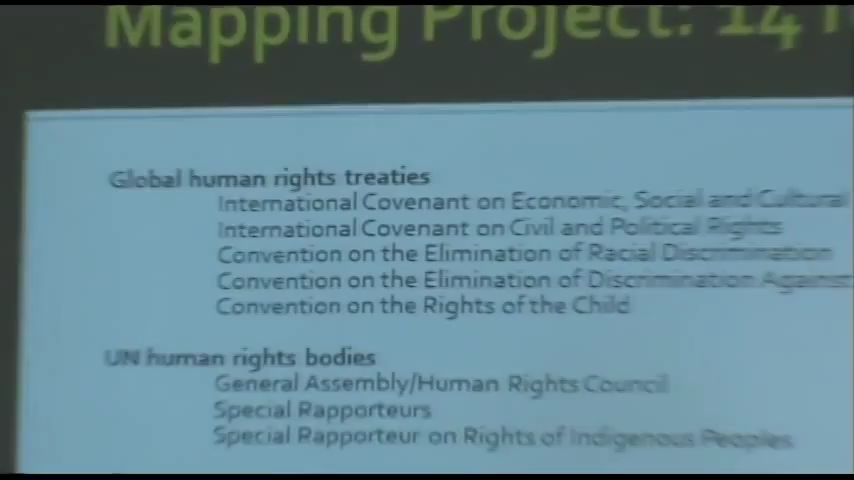 Mapping Project: 14
Global human rights treaties
International Covenant on Economic, Social and Cultural
International Covenant on Civil and Political Rights
Convention on the Elimination of Racial Discrimination
Convention on the Elimination of Discrimination Against
Convention on the Rights of the Child
UN human rights bodies
General Assembly/Human Rights Council
Special Rapporteurs
Special Rapporteur on Rights of Indigenous Peoples